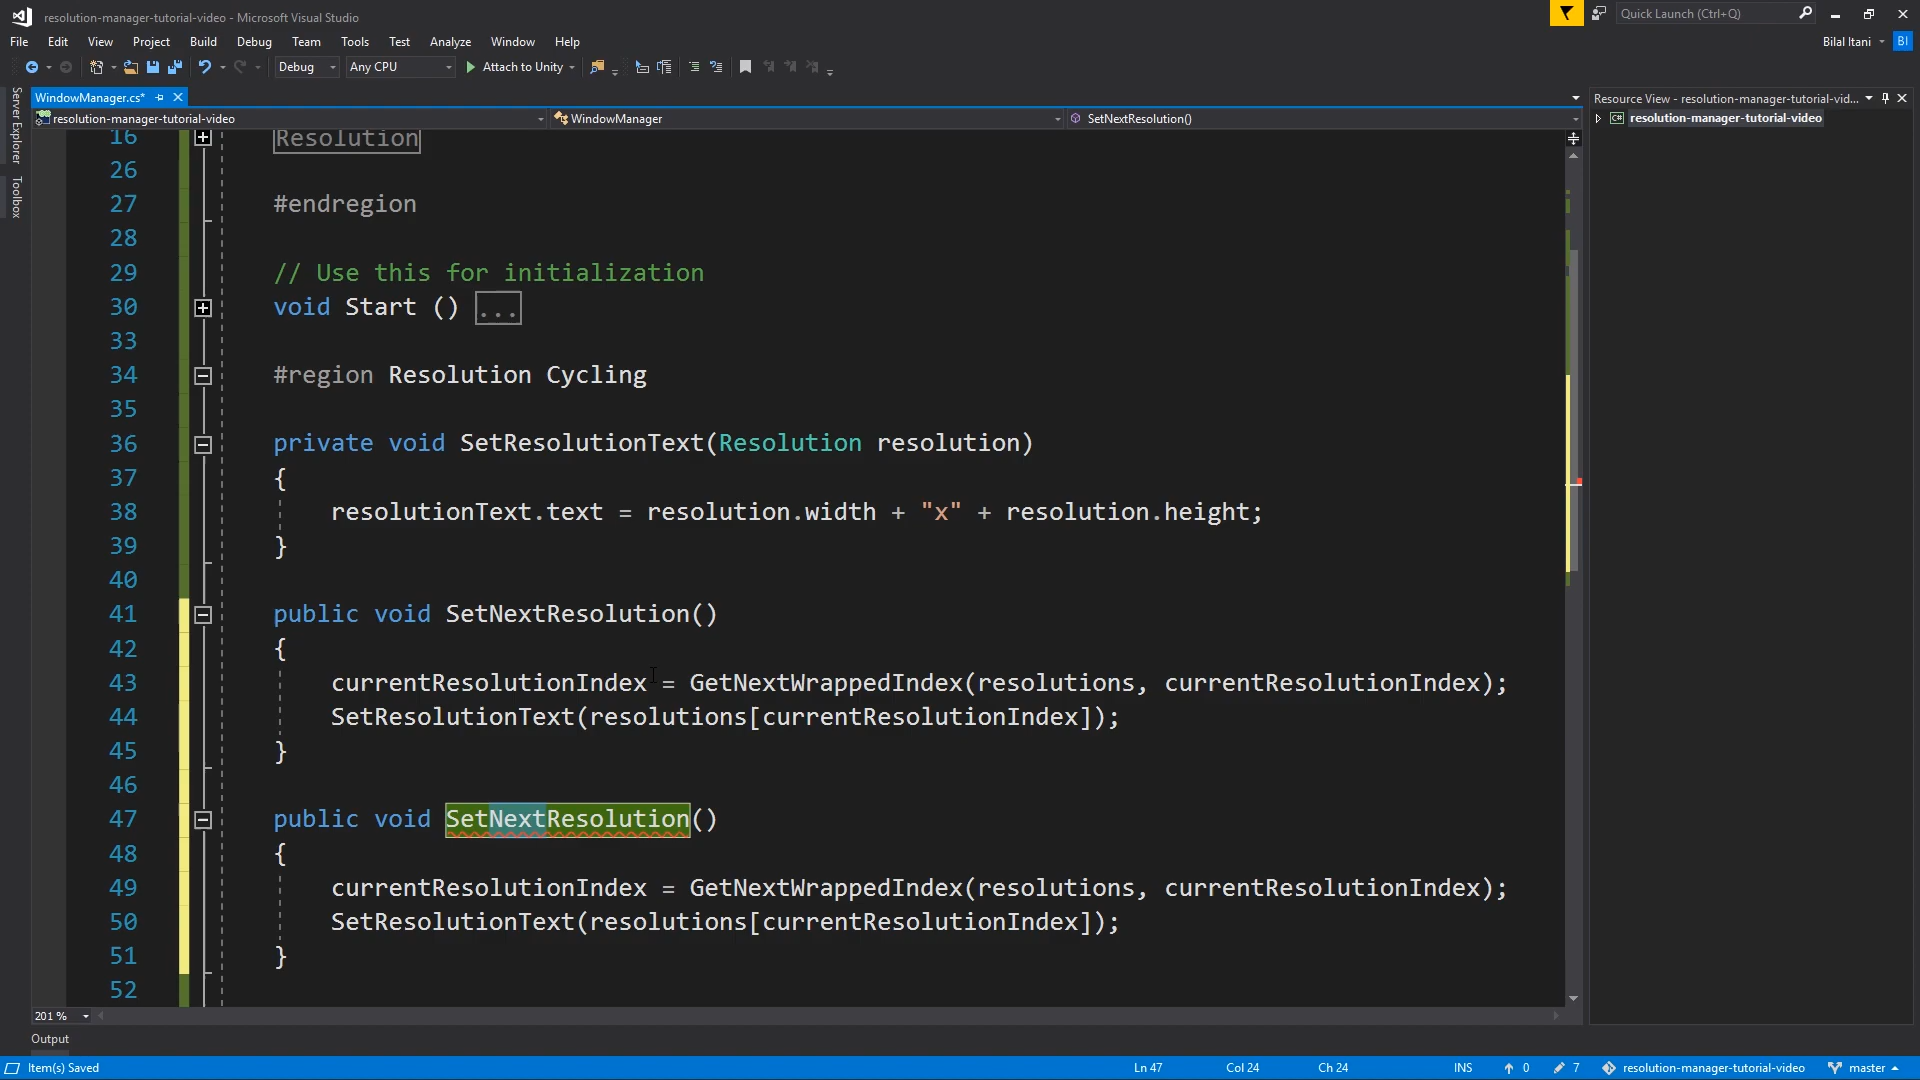 resolution-manager-tutorial-video - Microsoft Visual Studio
Quick Launch (Ctrl+Q)
File Edit View Project Build Debug Team Tools Test Analyze Window Help
Bilal Itani BI
Debug Any CPU Attach to Unity
Server Explorer
Toolbox
WindowManager.cs*
Resource View - resolution-manager-tutorial-vid...
resolution-manager-tutorial-video WindowManager SetNextResolution()
resolution-manager-tutorial-video
16 Resolution
26
27 #endregion
28
29 // Use this for initialization
30 void Start () ...
33
34 #region Resolution Cycling
35
36 private void SetResolutionText(Resolution resolution)
37 {
38 resolutionText.text = resolution.width + "x" + resolution.height;
39 }
40
41 public void SetNextResolution()
42 {
43 currentResolutionIndex = GetNextWrappedIndex(resolutions, currentResolutionIndex);
44 SetResolutionText(resolutions[currentResolutionIndex]);
45 }
46
47 public void SetNextResolution()
48 {
49 currentResolutionIndex = GetNextWrappedIndex(resolutions, currentResolutionIndex);
50 SetResolutionText(resolutions[currentResolutionIndex]);
51 }
52
201 %
Output
Item(s) Saved Ln 47 Col 24 Ch 24 INS 0 7 resolution-manager-tutorial-video master